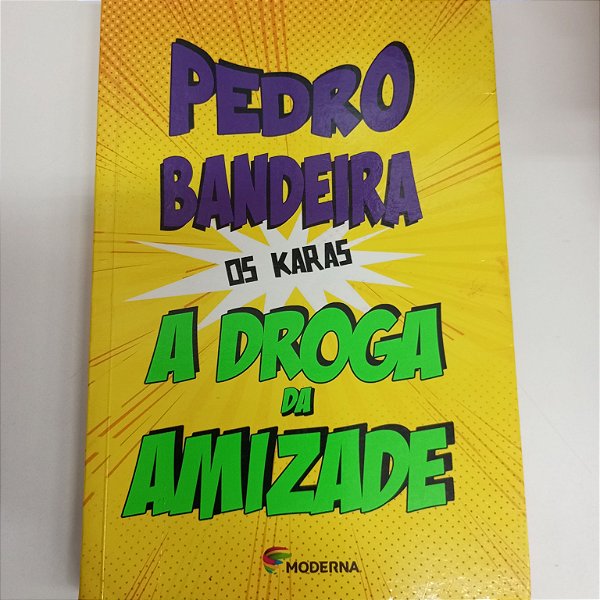 PEDRO
BANDEIRA
OS KARAS
A DROGA
DA
AMIZADE
MODERNA